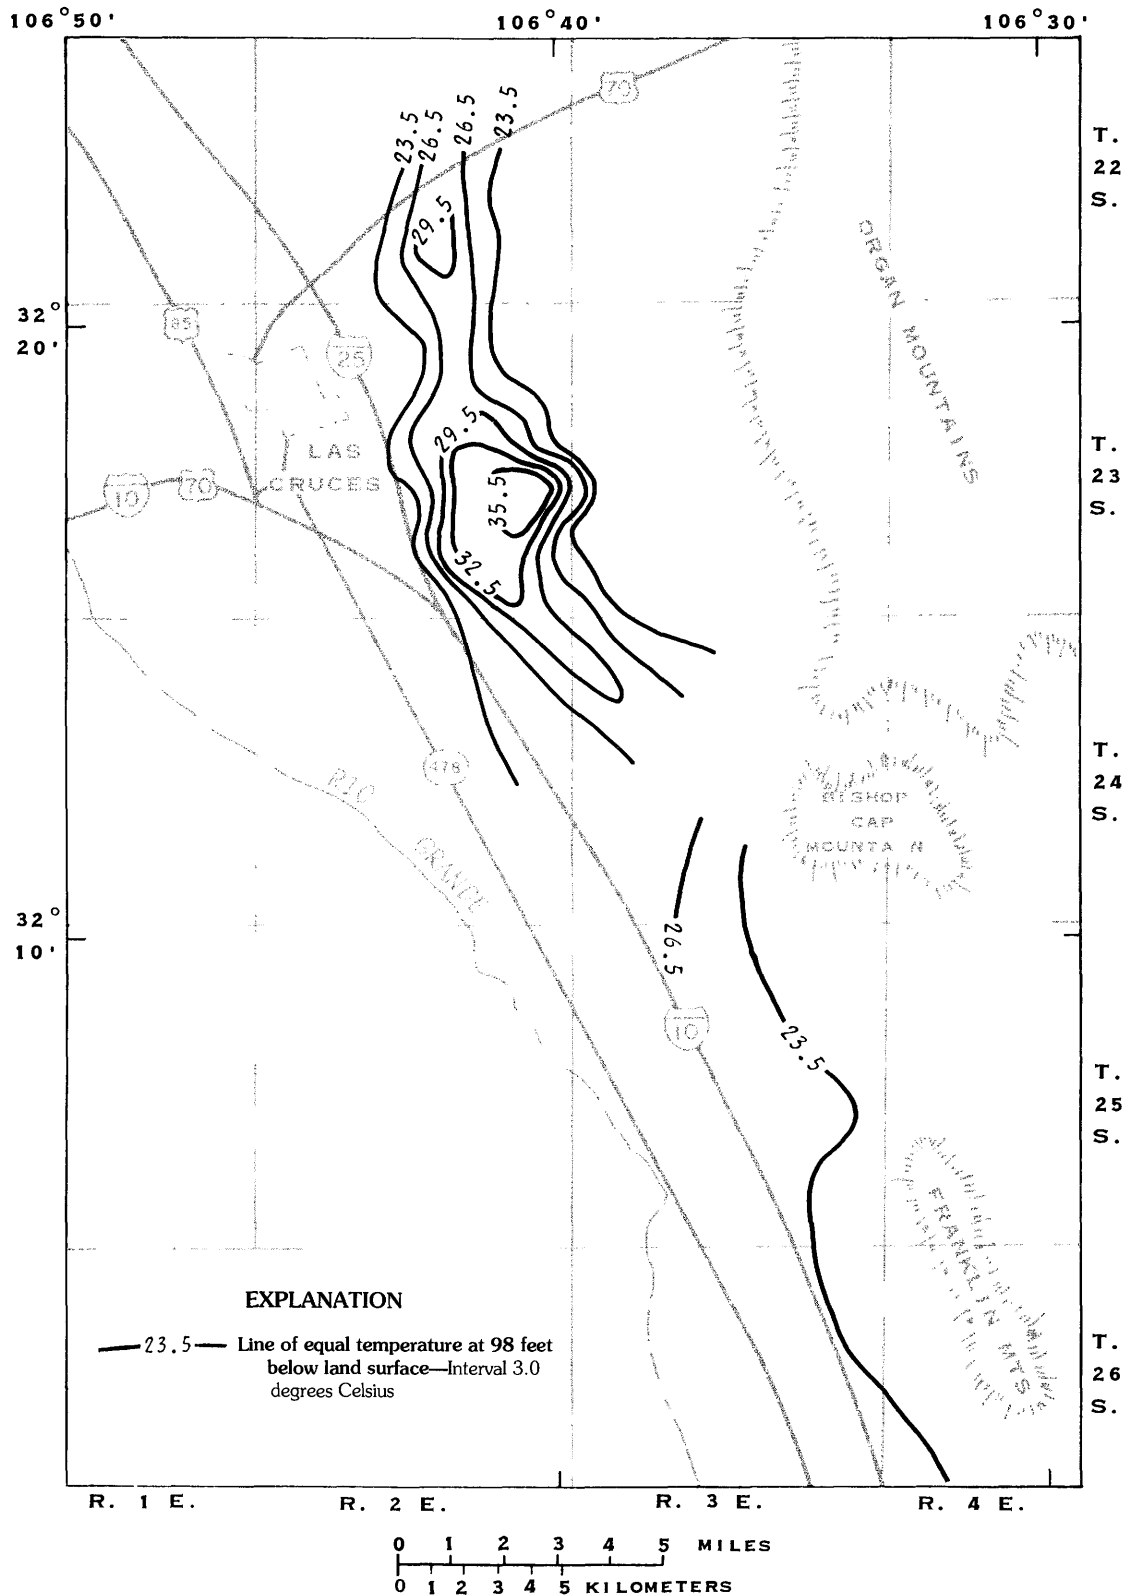 106°50' 106°40' 106°30'
70
T.
22
S.
23.5
26.5
26.5
23.5
29.5
ORGAN MOUNTAINS
32°
20'
85
25
LAS
CRUCES
10
70
29.5
35.5
32.5
T.
23
S.
T.
24
S.
478
RIO
GRANDE
BISHOP
CAP
MOUNTA N
32°
10'
26.5
10
23.5
T.
25
S.
FRANKLIN MTS
T.
26
S.
EXPLANATION
23.5 Line of equal temperature at 98 feet
below land surface—Interval 3.0
degrees Celsius
R. 1 E. R. 2 E. R. 3 E. R. 4 E.
0 1 2 3 4 5 MILES
0 1 2 3 4 5 KILOMETERS